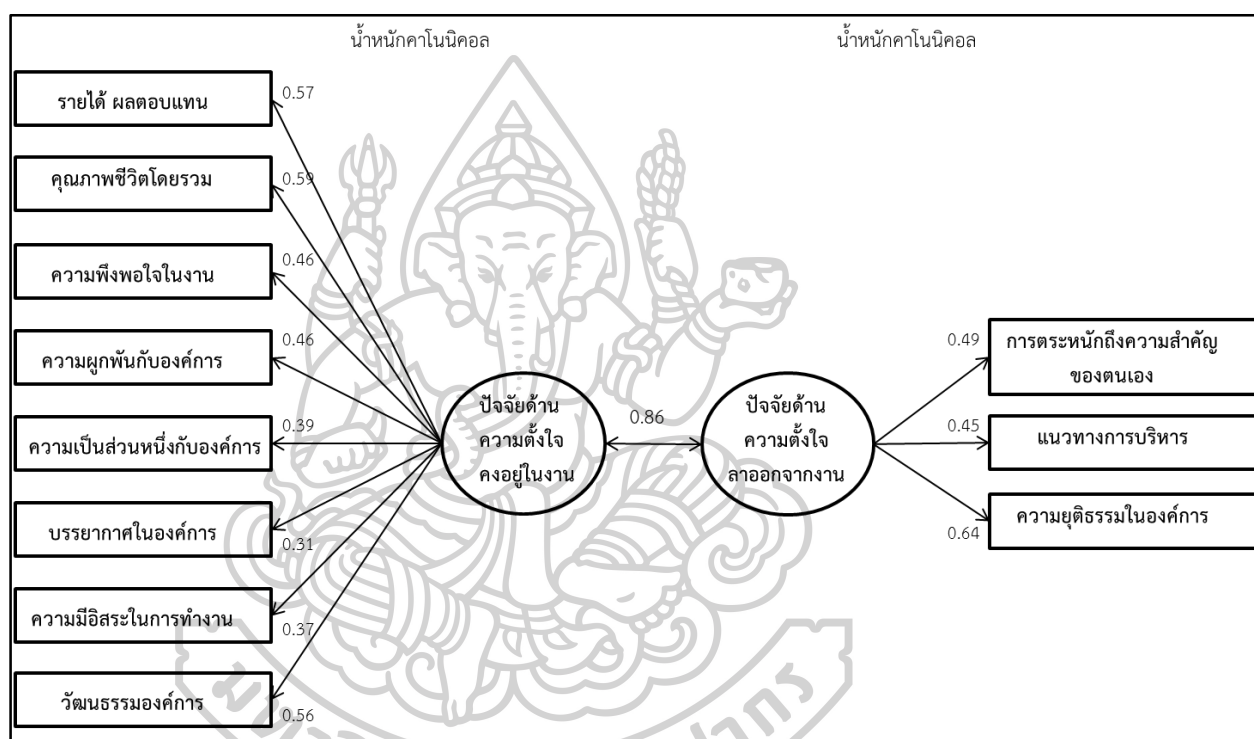 น้ำหนักคาโนนิคอล
น้ำหนักคาโนนิคอล
รายได้ ผลตอบแทน
0.57
คุณภาพชีวิตโดยรวม
0.59
ความพึงพอใจในงาน
0.46
ความผูกพันกับองค์การ
0.46
ความเป็นส่วนหนึ่งกับองค์การ
0.39
บรรยากาศในองค์การ
0.31
ความมีอิสระในการทำงาน
0.37
วัฒนธรรมองค์การ
0.56
ปัจจัยด้าน
ความตั้งใจ
คงอยู่ในงาน
0.86
ปัจจัยด้าน
ความตั้งใจ
ลาออกจากงาน
0.49
การตระหนักถึงความสำคัญ
ของตนเอง
0.45
แนวทางการบริหาร
0.64
ความยุติธรรมในองค์การ